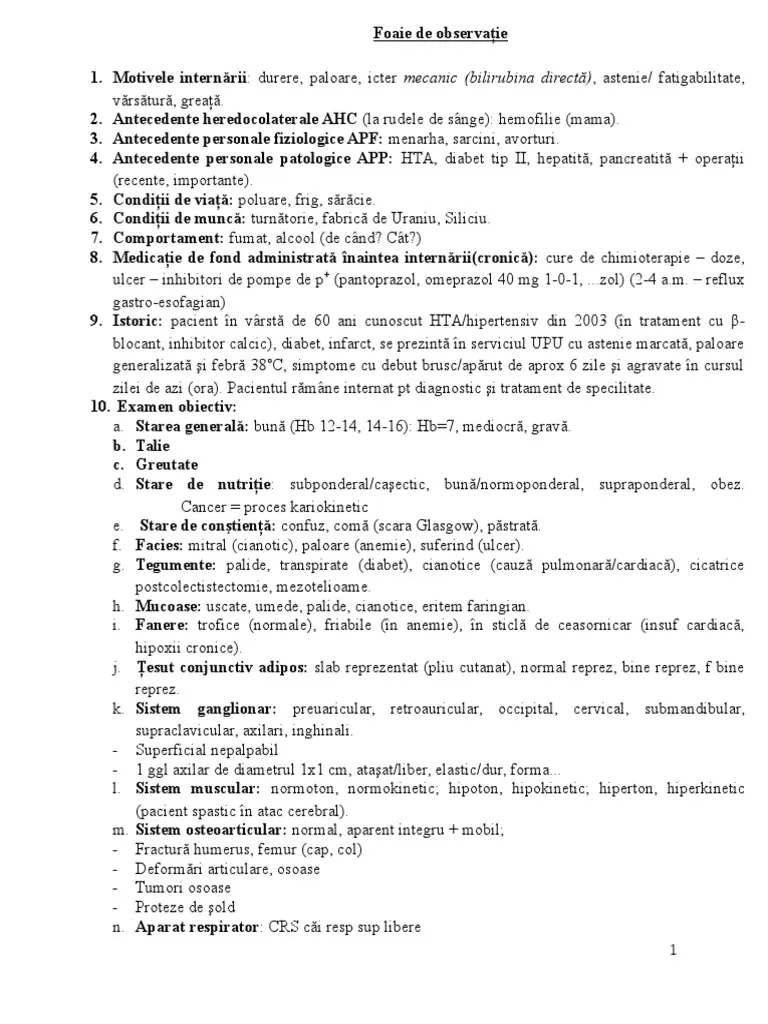 Foaie de observație
1. Motivele internării: durere, paloare, icter mecanic (bilirubina directă), astenie/ fatigabilitate,
vărsătură, greață.
2. Antecedente heredocolaterale AHC (la rudele de sânge): hemofilie (mama).
3. Antecedente personale fiziologice APF: menarha, sarcini, avorturi.
4. Antecedente personale patologice APP: HTA, diabet tip II, hepatită, pancreatită + operații
(recente, importante).
5. Condiții de viață: poluare, frig, sărăcie.
6. Condiții de muncă: turnătorie, fabrică de Uraniu, Siliciu.
7. Comportament: fumat, alcool (de când? Cât?)
8. Medicație de fond administrată înaintea internării(cronică): cure de chimioterapie – doze,
ulcer – inhibitori de pompe de p+ (pantoprazol, omeprazol 40 mg 1-0-1, ...zol) (2-4 a.m. – reflux
gastro-esofagian)
9. Istoric: pacient în vârstă de 60 ani cunoscut HTA/hipertensiv din 2003 (în tratament cu β-
blocant, inhibitor calcic), diabet, infarct, se prezintă în serviciul UPU cu astenie marcată, paloare
generalizată și febră 38°C, simptome cu debut brusc/apărut de aprox 6 zile și agravate în cursul
zilei de azi (ora). Pacientul rămâne internat pt diagnostic și tratament de specilitate.
10. Examen obiectiv:
a. Starea generală: bună (Hb 12-14, 14-16): Hb=7, mediocră, gravă.
b. Talie
c. Greutate
d. Stare de nutriție: subponderal/cașectic, bună/normoponderal, supraponderal, obez.
Cancer = proces kariokinetic
e. Stare de conștiență: confuz, comă (scara Glasgow), păstrată.
f. Facies: mitral (cianotic), paloare (anemie), suferind (ulcer).
g. Tegumente: palide, transpirate (diabet), cianotice (cauză pulmonară/cardiacă), cicatrice
postcolectistectomie, mezotelioame.
h. Mucoase: uscate, umede, palide, cianotice, eritem faringian.
i. Fanere: trofice (normale), friabile (în anemie), în sticlă de ceasornicar (insuf cardiacă,
hipoxii cronice).
j. Țesut conjunctiv adipos: slab reprezentat (pliu cutanat), normal reprez, bine reprez, f bine
reprez.
k. Sistem ganglionar: preuaricular, retroauricular, occipital, cervical, submandibular,
supraclavicular, axilari, inghinali.
- Superficial nepalpabil
- 1 ggl axilar de diametrul 1x1 cm, atașat/liber, elastic/dur, forma...
l. Sistem muscular: normoton, normokinetic; hipoton, hipokinetic; hiperton, hiperkinetic
(pacient spastic în atac cerebral).
m. Sistem osteoarticular: normal, aparent integru + mobil;
- Fractură humerus, femur (cap, col)
- Deformări articulare, osoase
- Tumori osoase
- Proteze de șold
n. Aparat respirator: CRS căi resp sup libere
1